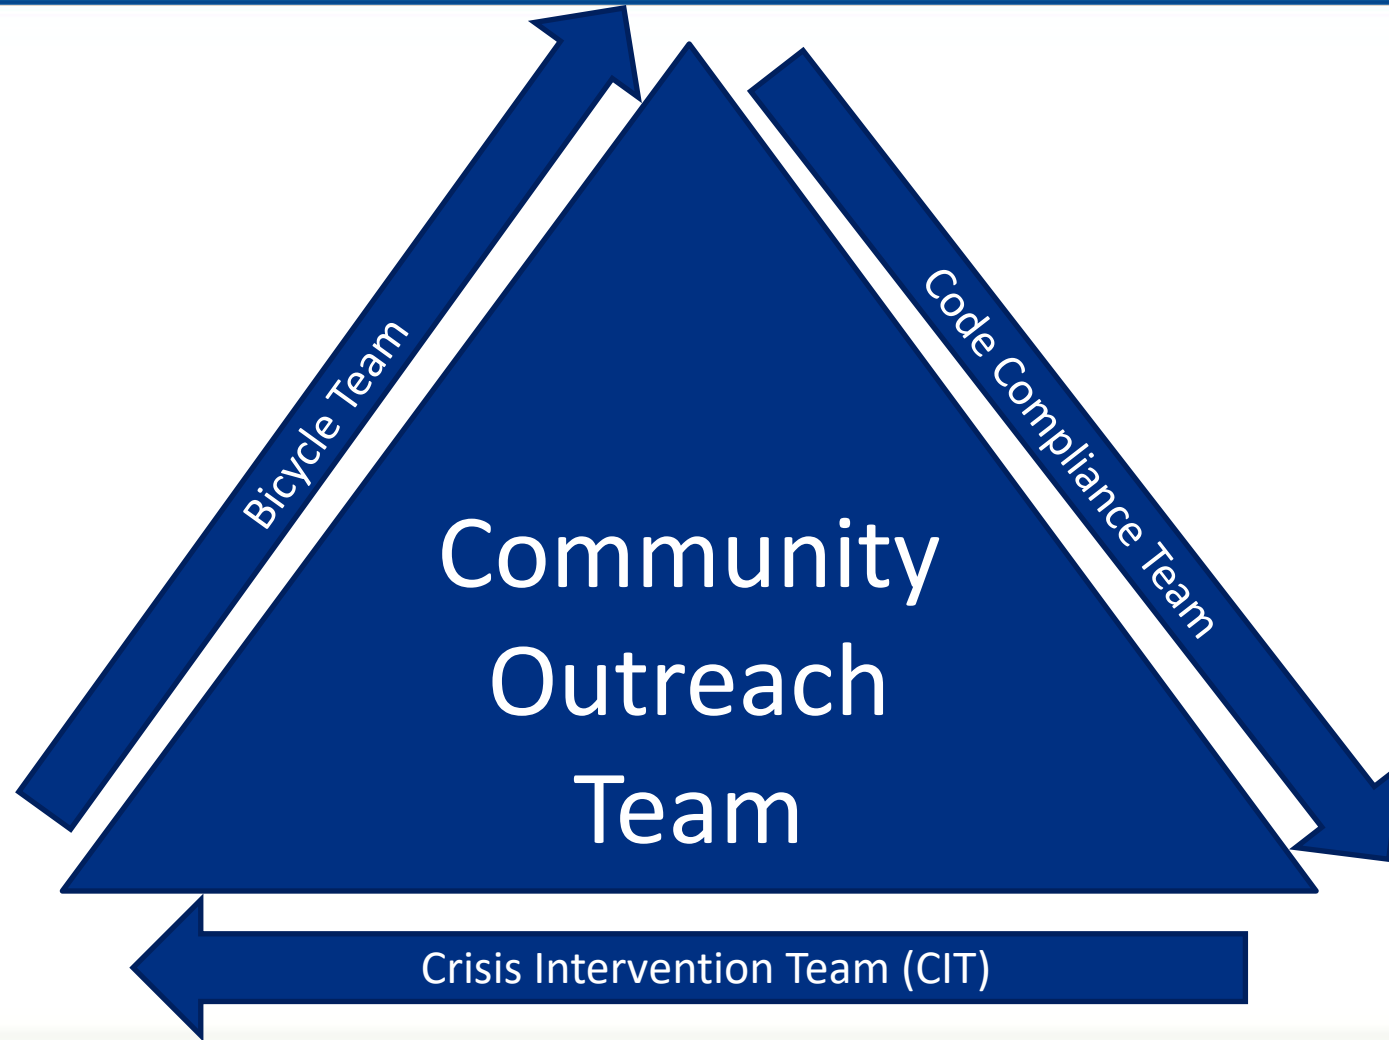 Bicycle Team
Code Compliance Team
Community
Outreach
Team
Crisis Intervention Team (CIT)